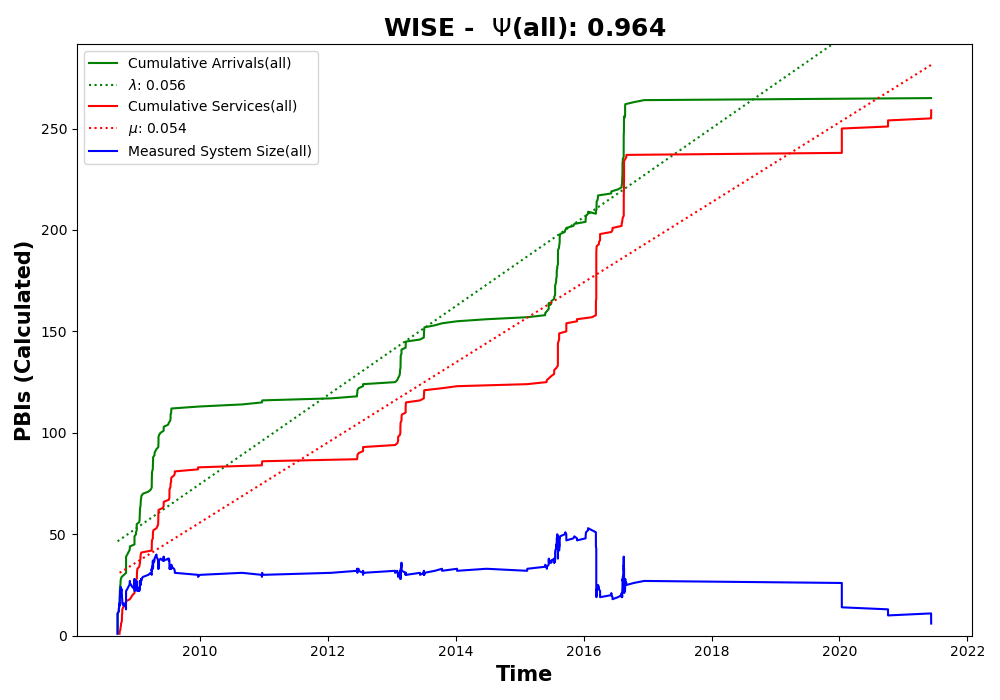 WISE - Ψ(all): 0.964
Cumulative Arrivals(all)
λ: 0.056
Cumulative Services(all)
μ: 0.054
Measured System Size(all)
PBIs (Calculated)
250
200
150
100
50
0
2010 2012 2014 2016 2018 2020 2022
Time